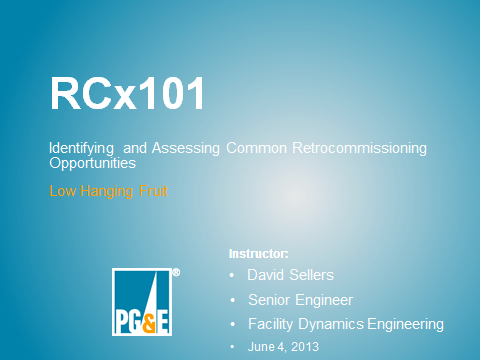 RCx101
Identifying and Assessing Common Retrocommissioning
Opportunities
Low Hanging Fruit
Instructor:
• David Sellers
• Senior Engineer
• Facility Dynamics Engineering
• June 4, 2013
PG&E®